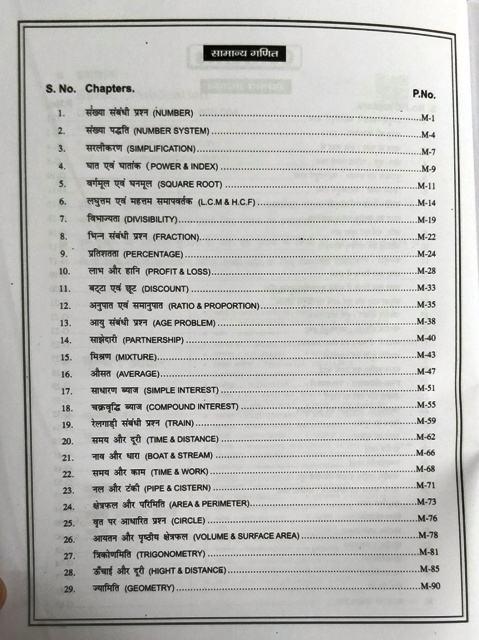 सामान्य गणित
S. No. Chapters. P.No.
1. संख्या संबंधी प्रश्न (NUMBER) M-1
2. संख्या पद्धति (NUMBER SYSTEM) M-4
3. सरलीकरण (SIMPLIFICATION) M-7
4. घात एवं घातांक (POWER & INDEX) M-9
5. वर्गमूल एवं घनमूल (SQUARE ROOT) M-11
6. लघुत्तम एवं महत्तम समापवर्तक (L.C.M & H.C.F) M-14
7. विभाज्यता (DIVISIBILITY) M-19
8. भिन्न संबंधी प्रश्न (FRACTION) M-22
9. प्रतिशतता (PERCENTAGE) M-24
10. लाभ और हानि (PROFIT & LOSS) M-28
11. बट्टा एवं छूट (DISCOUNT) M-33
12. अनुपात एवं समानुपात (RATIO & PROPORTION) M-35
13. आयु संबंधी प्रश्न (AGE PROBLEM) M-38
14. साझेदारी (PARTNERSHIP) M-40
15. मिश्रण (MIXTURE) M-43
16. औसत (AVERAGE) M-47
17. साधारण ब्याज (SIMPLE INTEREST) M-51
18. चक्रवृद्धि ब्याज (COMPOUND INTEREST) M-55
19. रेलगाड़ी संबंधी प्रश्न (TRAIN) M-59
20. समय और दूरी (TIME & DISTANCE) M-62
21. नाव और धारा (BOAT & STREAM) M-66
22. समय और काम (TIME & WORK) M-68
23. नल और टंकी (PIPE & CISTERN) M-71
24. क्षेत्रफल और परिमिति (AREA & PERIMETER) M-73
25. वृत पर आधारित प्रश्न (CIRCLE) M-76
26. आयतन और पृष्ठीय क्षेत्रफल (VOLUME & SURFACE AREA) M-78
27. त्रिकोणमिति (TRIGONOMETRY) M-81
28. ऊँचाई और दूरी (HIGHT & DISTANCE) M-85
29. ज्यामिति (GEOMETRY) M-90